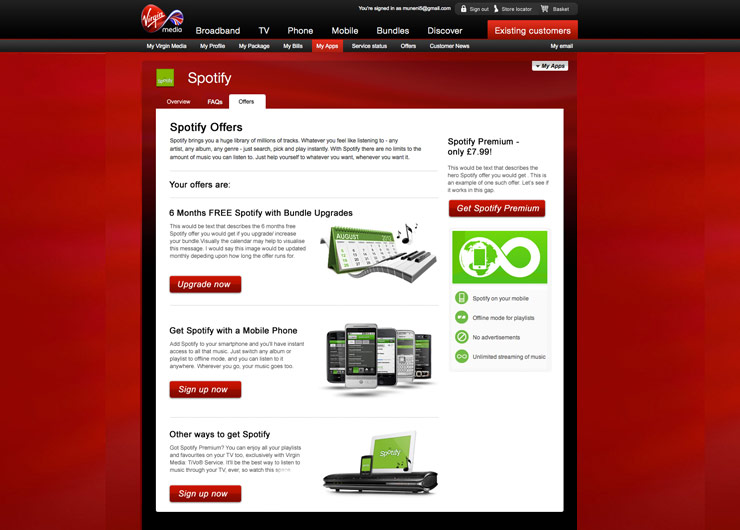 You're signed in as muneni5@gmail.com
Sign out
Store locator
Basket
Virgin media
Broadband
TV
Phone
Mobile
Bundles
Discover
Existing customers
My Virgin Media
My Profile
My Package
My Bills
My Apps
Service status
Offers
Customer News
My email
My Apps
Spotify
Spotify
Overview
FAQs
Offers
Spotify Offers
Spotify brings you a huge library of millions of tracks. Whatever you feel like listening to - any
artist, any album, any genre - just search, pick and play instantly. With Spotify there are no limits to the
amount of music you can listen to. Just help yourself to whatever you want, whenever you want it.
Your offers are:
6 Months FREE Spotify with Bundle Upgrades
This would be text that describes the 6 months free
Spotify offer you would get if you upgrade/ increase
your bundle.Visually the calendar may help to visualise
this message. I would say this image would be updated
monthly depeding upon how long the offer runs for.
AUGUST
Upgrade now
Get Spotify with a Mobile Phone
Add Spotify to your smartphone and you'll have instant
access to all that music. Just switch any album or
playlist to offline mode, and you can listen to it
anywhere. Wherever you go, your music goes too.
Sign up now
Other ways to get Spotify
Got Spotify Premium? You can enjoy all your playlists
and favourites on your TV too, exclusively with Virgin
Media: TiVo® Service. It'll be the best way to listen to
music through your TV, ever, so watch this space
Spotify
Sign up now
Spotify Premium -
only £7.99!
This would be text that describes the
hero Spotify offer you would get . This is
an example of one such offer. Let's see if
it works in this gap.
Get Spotify Premium
Spotify on your mobile
Offline mode for playlists
No advertisements
Unlimited streaming of music